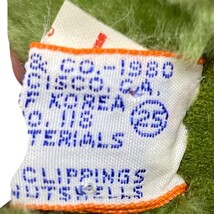 & CO. 1980
CISCO, CA.
KOREA
O 118
25
TERIALS
CLIPPINGS
NUTSHELLS